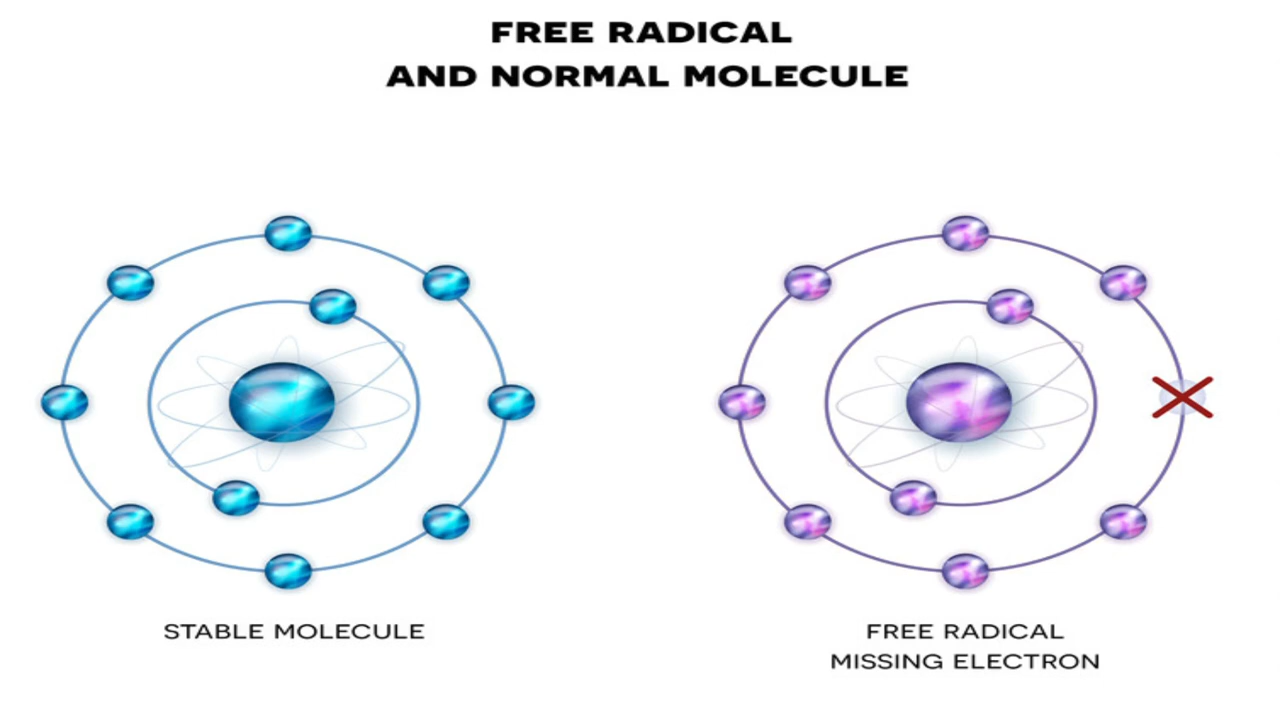 FREE RADICAL
AND NORMAL MOLECULE
STABLE MOLECULE
FREE RADICAL
MISSING ELECTRON